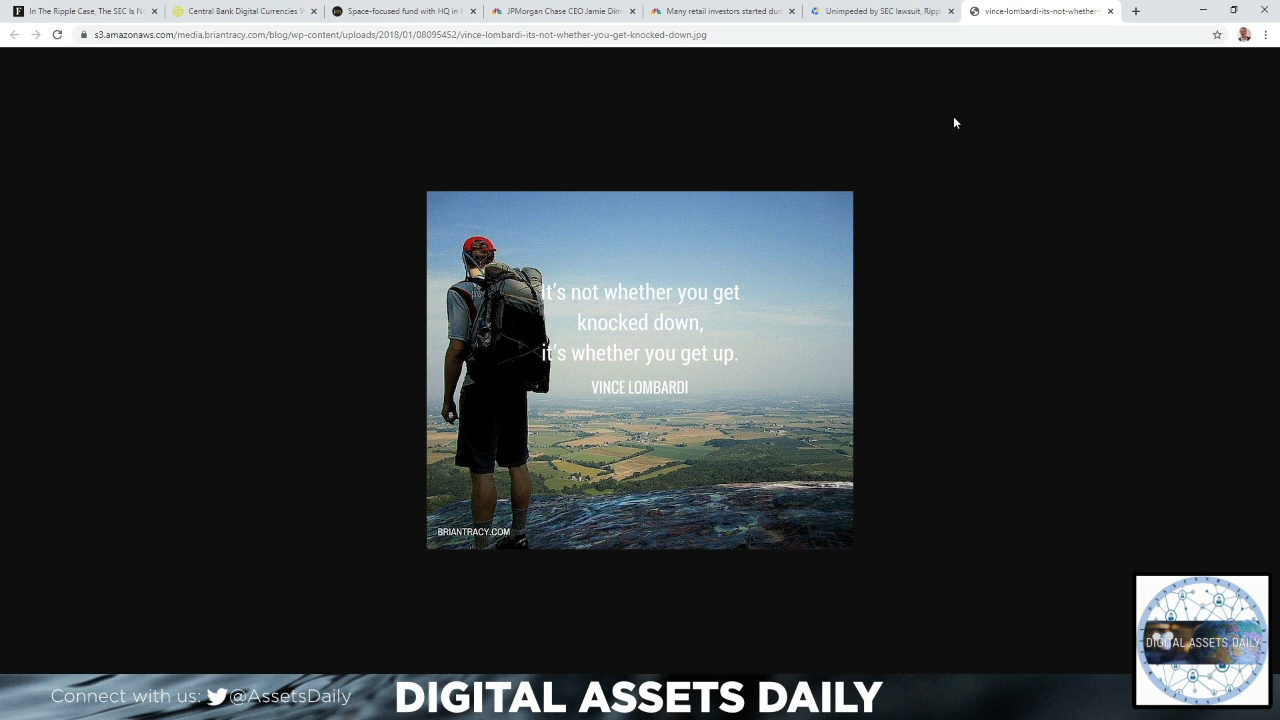 In The Ripple Case, The SEC Is N
Central Bank Digital Currencies
Space-focused fund with HQ in
JPMorgan Chase CEO Jamie Dim
Many retail investors started du
Unimpeded by SEC lawsuit, Ripp
vince-lombardi-its-not-whether-
s3.amazonaws.com/media.briantracy.com/blog/wp-content/uploads/2018/01/08095452/vince-lombardi-its-not-whether-you-get-knocked-down.jpg
It's not whether you get
knocked down,
it's whether you get up.
VINCE LOMBARDI
BRIANTRACY.COM
DIGITAL ASSETS DAILY
Connect with us: @AssetsDaily
DIGITAL ASSETS DAILY